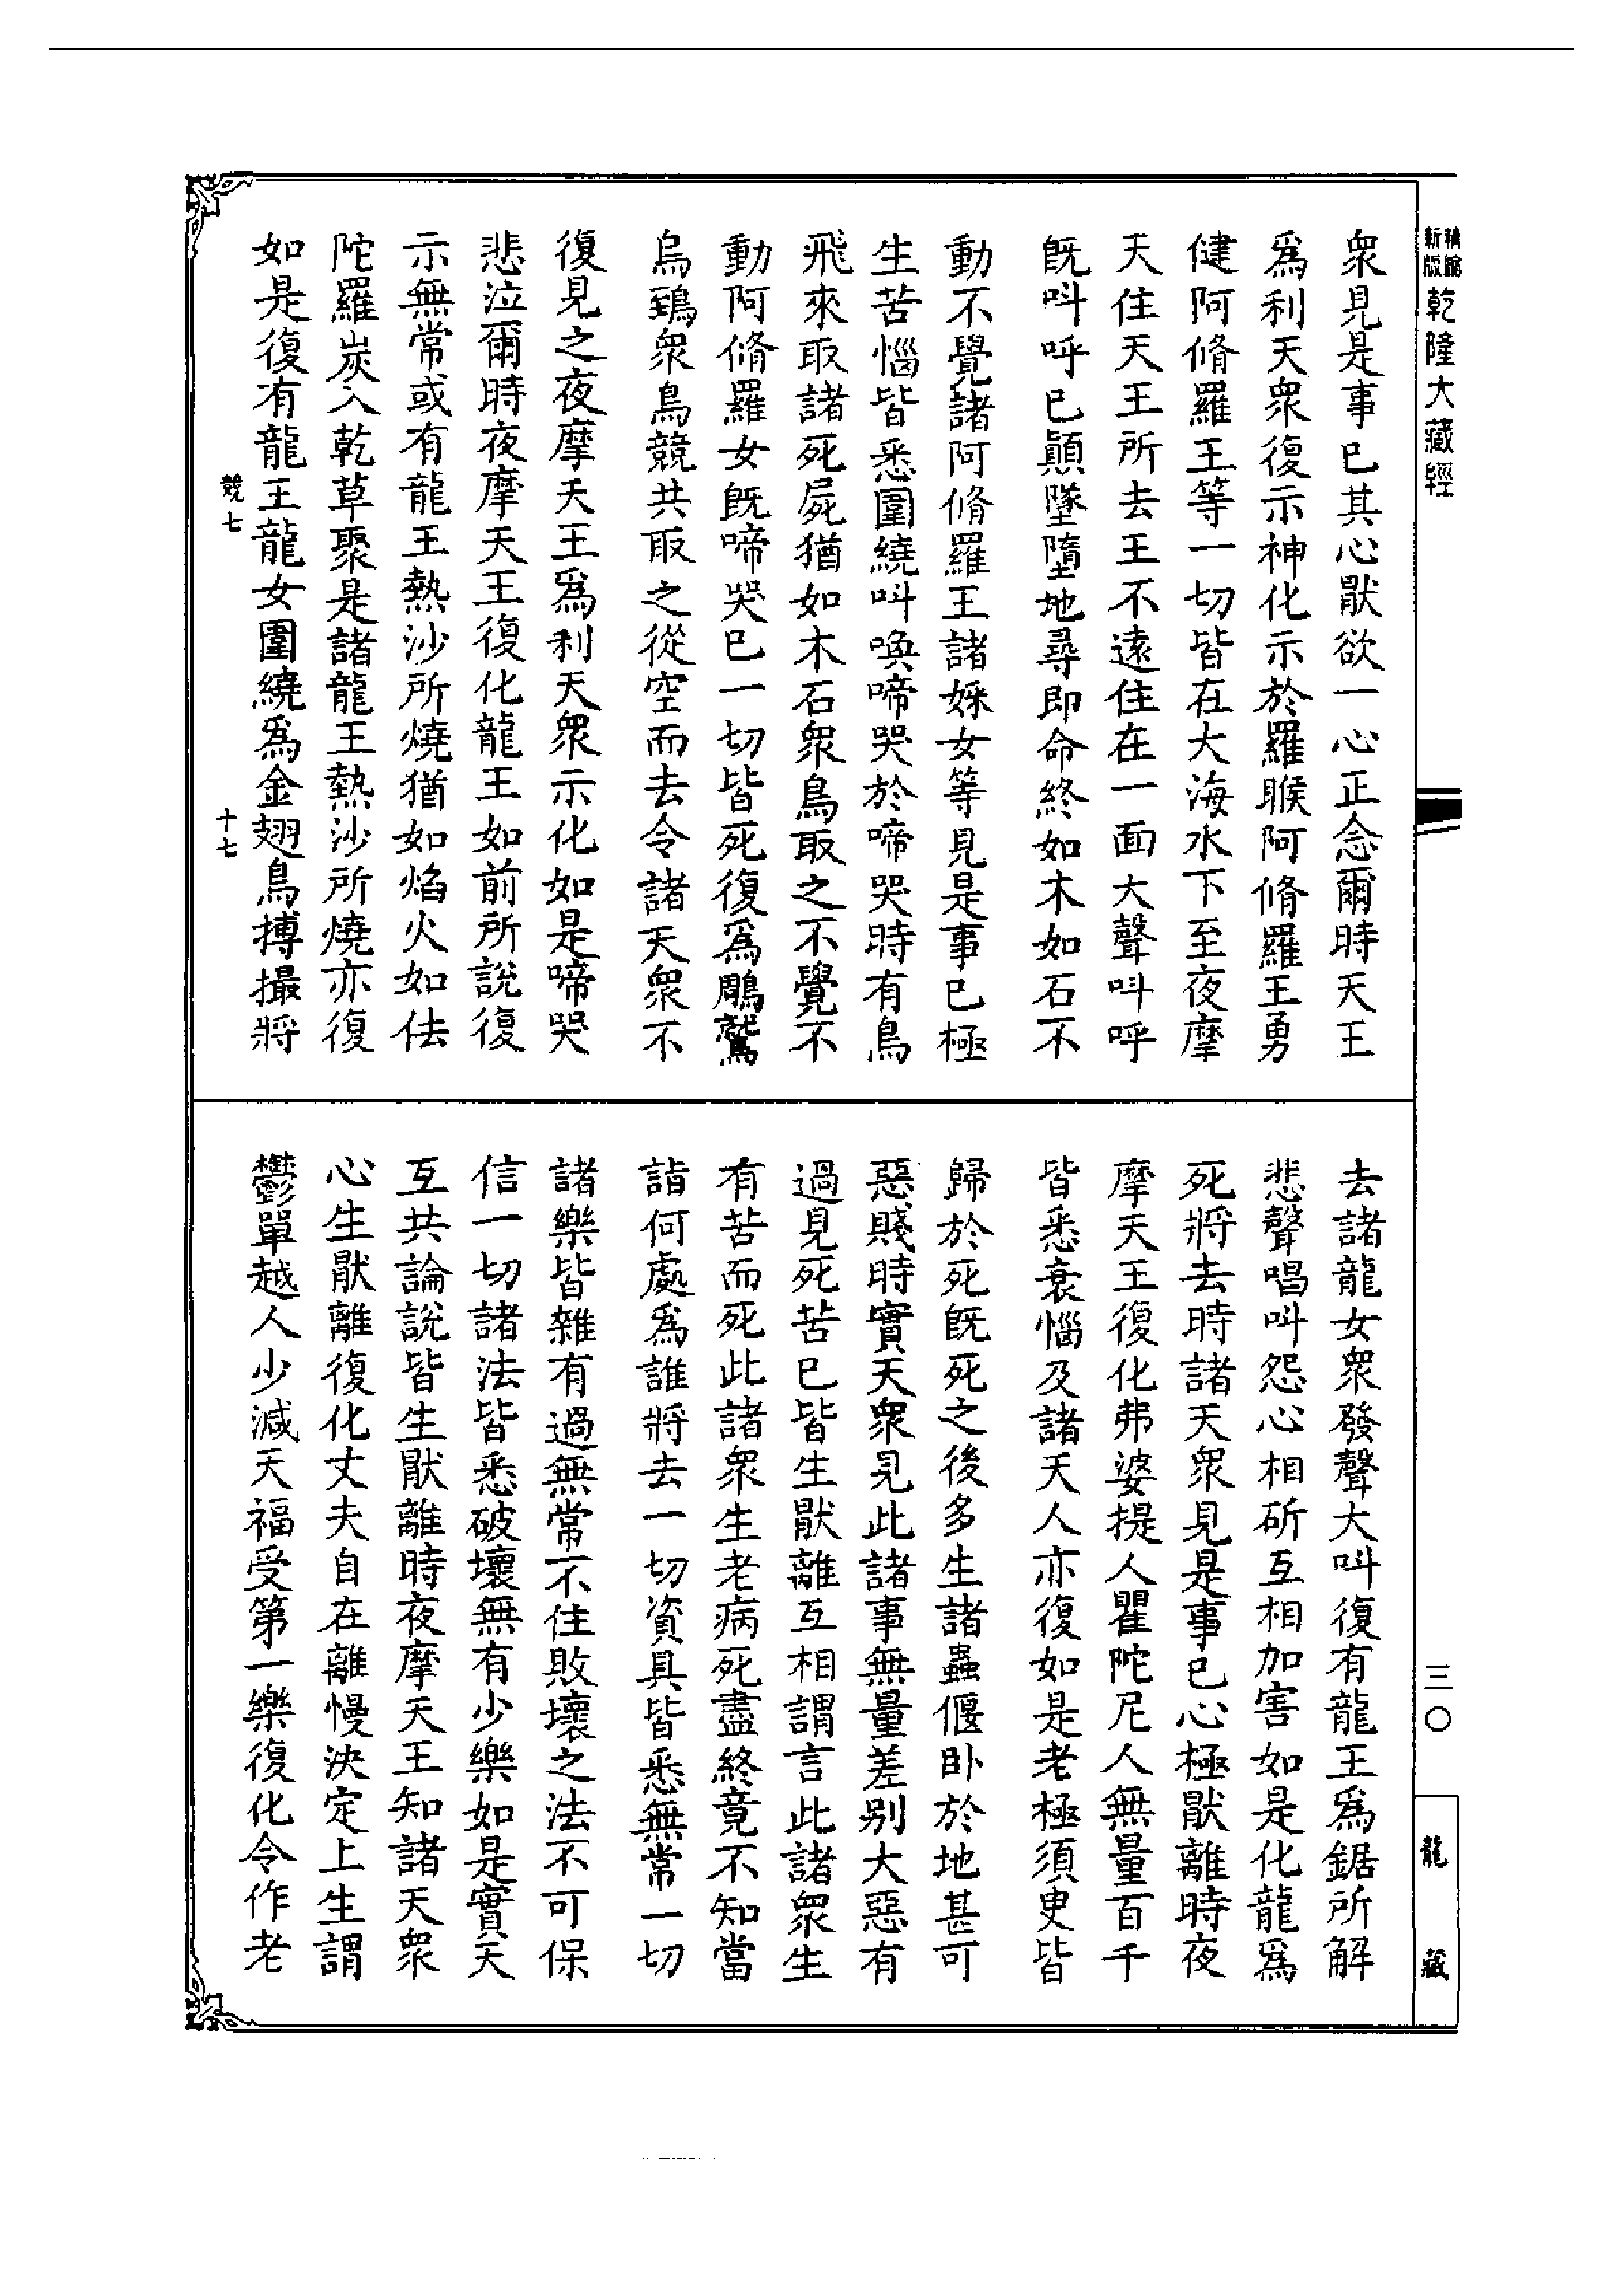 新版
乾隆大藏經
眾見是事已其心厭欲一心正念爾時天王
爲利天眾復示神化示於羅睺阿脩羅王勇
健阿脩羅王等一切皆在大海水下至夜摩
天住天王所去王不遠住在一面大聲叫呼
旣叫呼已顚墜墮地尋即命終如木如石不
動不覺諸阿脩羅王諸婇女等見是事已極
生苦惱皆悉圍繞叫喚啼哭於啼哭時有鳥
飛來取諸死屍猶如木石眾鳥取之不覺不
動阿脩羅女旣啼哭已一切皆死復爲鵰鷲
烏鵄眾鳥競共取之從空而去令諸天眾不
復見之夜摩天王爲利天眾示化如是啼哭
悲泣爾時夜摩天王復化龍王如前所說復
示無常或有龍王熱沙所燒猶如焰火如佉
陀羅炭入乾草聚是諸龍王熱沙所燒亦復
如是復有龍王龍女圍繞爲金翅鳥搏撮將
競七
十七
去諸龍女眾發聲大叫復有龍王爲鋸所解
悲聲唱叫怨心相斫互相加害如是化龍爲
死將去時諸天眾見是事已心極厭離時夜
摩天王復化弗婆提人瞿陀尼人無量百千
皆悉衰惱及諸天人亦復如是老極須臾皆
歸於死旣死之後多生諸蟲偃臥於地甚可
惡賤時實天眾見此諸事無量差別大惡有
過見死苦已皆生厭離互相謂言此諸眾生
有苦而死此諸眾生老病死盡終竟不知當
詣何處爲誰將去一切資具皆悉無常一切
諸樂皆雜有過無常不住敗壞之法不可保
信一切諸法皆悉破壞無有少樂如是實天
互共論說皆生厭離時夜摩天王知諸天眾
心生厭離復化丈夫自在離慢決定上生謂
鬱單越人少減天福受第一樂復化令作老
三〇
龍藏